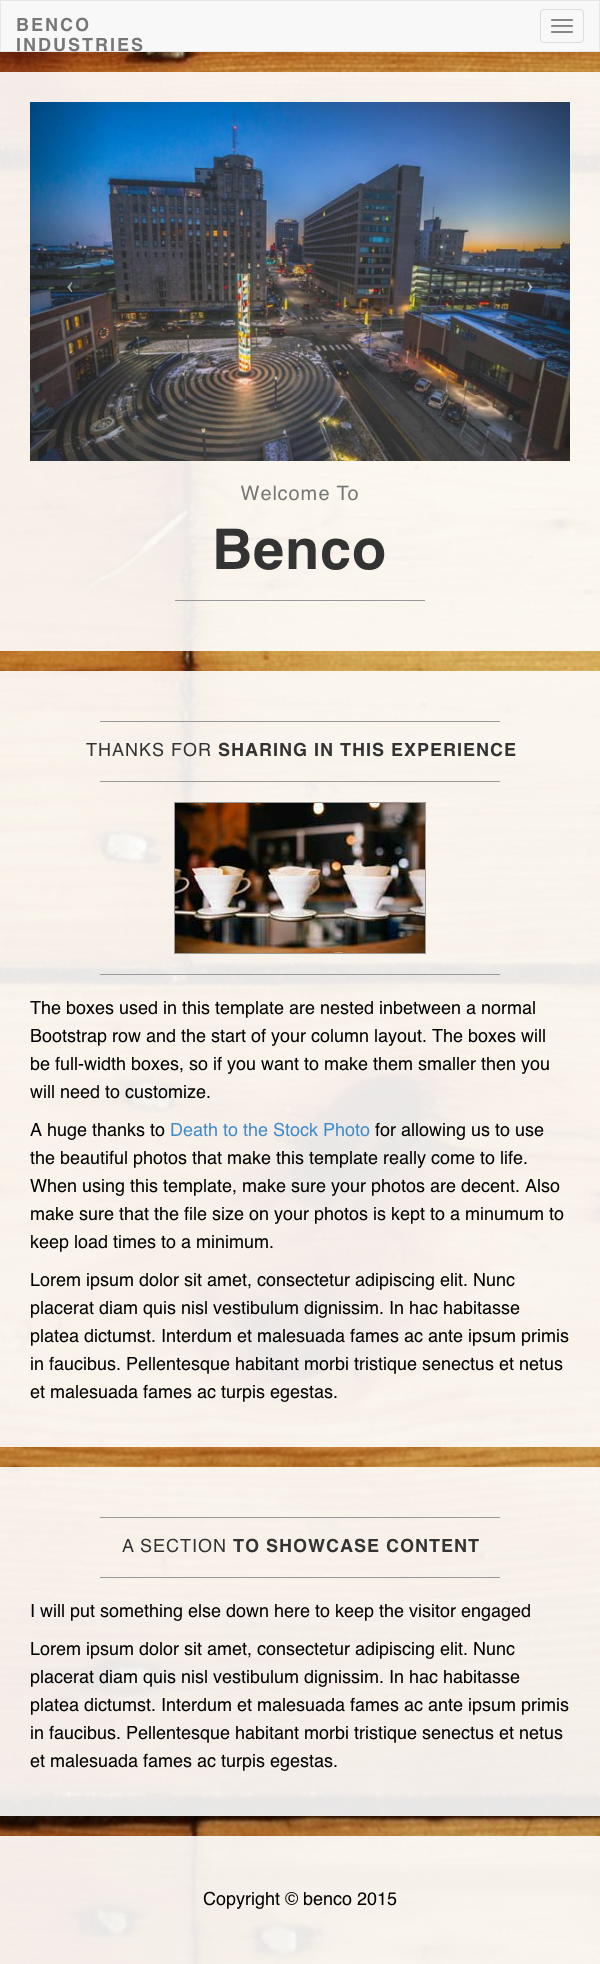 BENCO
INDUSTRIES
Welcome To
Benco
THANKS FOR SHARING IN THIS EXPERIENCE
The boxes used in this template are nested inbetween a normal
Bootstrap row and the start of your column layout. The boxes will
be full-width boxes, so if you want to make them smaller then you
will need to customize.
A huge thanks to Death to the Stock Photo for allowing us to use
the beautiful photos that make this template really come to life.
When using this template, make sure your photos are decent. Also
make sure that the file size on your photos is kept to a minumum to
keep load times to a minimum.
Lorem ipsum dolor sit amet, consectetur adipiscing elit. Nunc
placerat diam quis nisl vestibulum dignissim. In hac habitasse
platea dictumst. Interdum et malesuada fames ac ante ipsum primis
in faucibus. Pellentesque habitant morbi tristique senectus et netus
et malesuada fames ac turpis egestas.
A SECTION TO SHOWCASE CONTENT
I will put something else down here to keep the visitor engaged
Lorem ipsum dolor sit amet, consectetur adipiscing elit. Nunc
placerat diam quis nisl vestibulum dignissim. In hac habitasse
platea dictumst. Interdum et malesuada fames ac ante ipsum primis
in faucibus. Pellentesque habitant morbi tristique senectus et netus
et malesuada fames ac turpis egestas.
Copyright © benco 2015